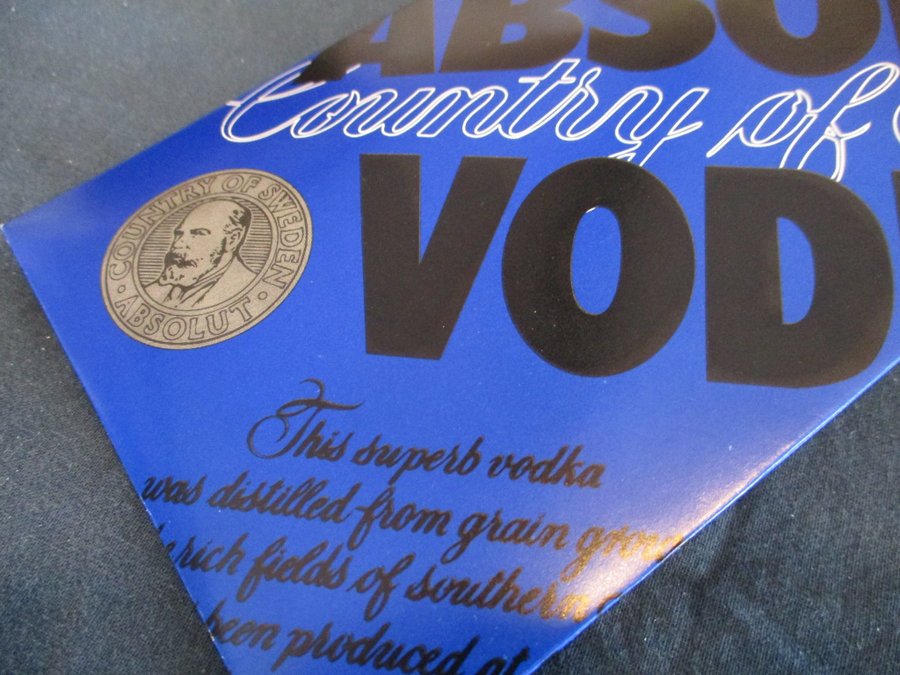 ABSO
Country of
COUNTRY OF SWEDEN
ABSOLUT
VOD
This superb vodka
was distilled from grain grow
rich fields of southern
been produced at